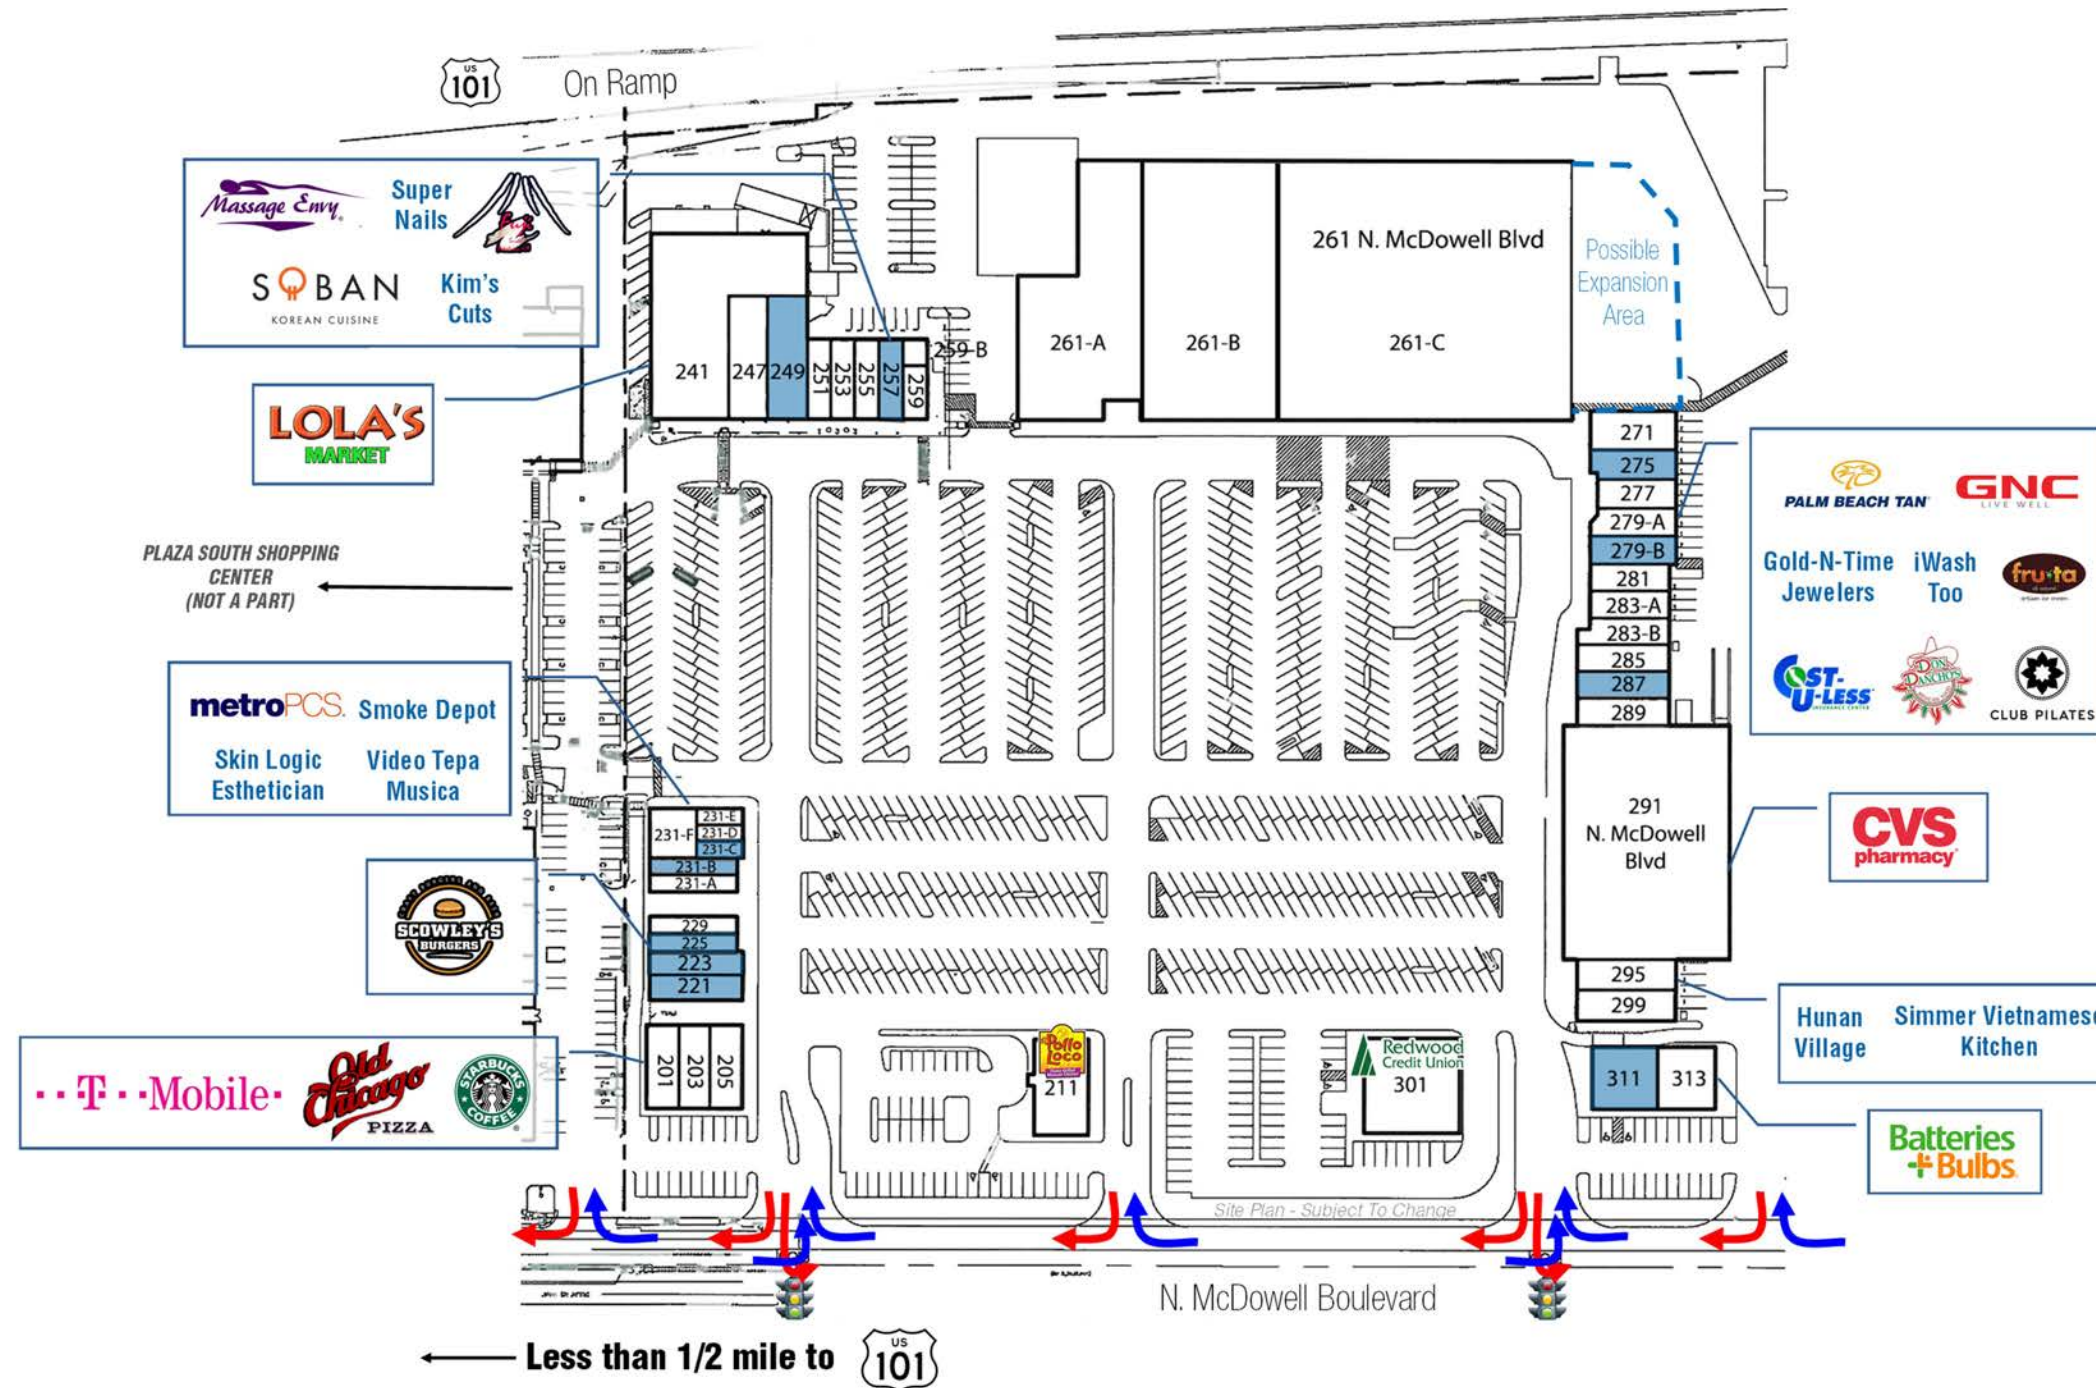 US
101
On Ramp
Massage Envy
Super
Nails
SOBAN
KOREAN CUISINE
Kim's
Cuts
LOLA'S
MARKET
PLAZA SOUTH SHOPPING
CENTER
(NOT A PART)
metroPCS. Smoke Depot
Skin Logic
Esthetician
Video Tepa
Musica
SCOWLEY'S
BURGERS
T Mobile
Old
Chicago
PIZZA
STARBUCKS
COFFEE
241
247
249
251
253
255
257
259
259-B
261-A
261-B
261 N. McDowell Blvd
261-C
Possible
Expansion
Area
271
275
277
279-A
279-B
281
283-A
283-B
285
287
289
291
N. McDowell
Blvd
295
299
311
313
PALM BEACH TAN
GNC
LIVE WELL
Gold-N-Time
Jewelers
iWash
Too
fruta
COST-
U-LESS
INSURANCE CENTER
DON
PANCHO'S
CLUB PILATES
CVS
pharmacy
Hunan
Village
Simmer Vietnamese
Kitchen
Batteries
+Bulbs
231-E
231-F
231-D
231-C
231-B
231-A
229
225
223
221
201
203
205
Pollo
Loco
211
Redwood
Credit Union
301
Site Plan - Subject To Change
N. McDowell Boulevard
Less than 1/2 mile to
US
101